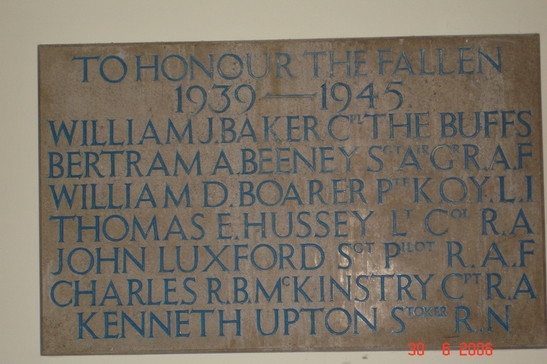 TO HONOUR THE FALLEN
1939—1945
WILLIAM J. BAKER CPL THE BUFFS
BERTRAM A. BEENEY SGT AIR GR R.A.F
WILLIAM D. BOARER PTE K.O.Y.L.I
THOMAS E. HUSSEY LT COL R.A
JOHN LUXFORD SGT PILOT R.A.F
CHARLES R.B. McKINSTRY CPT R.A
KENNETH UPTON STOKER R.N
30 6 2006